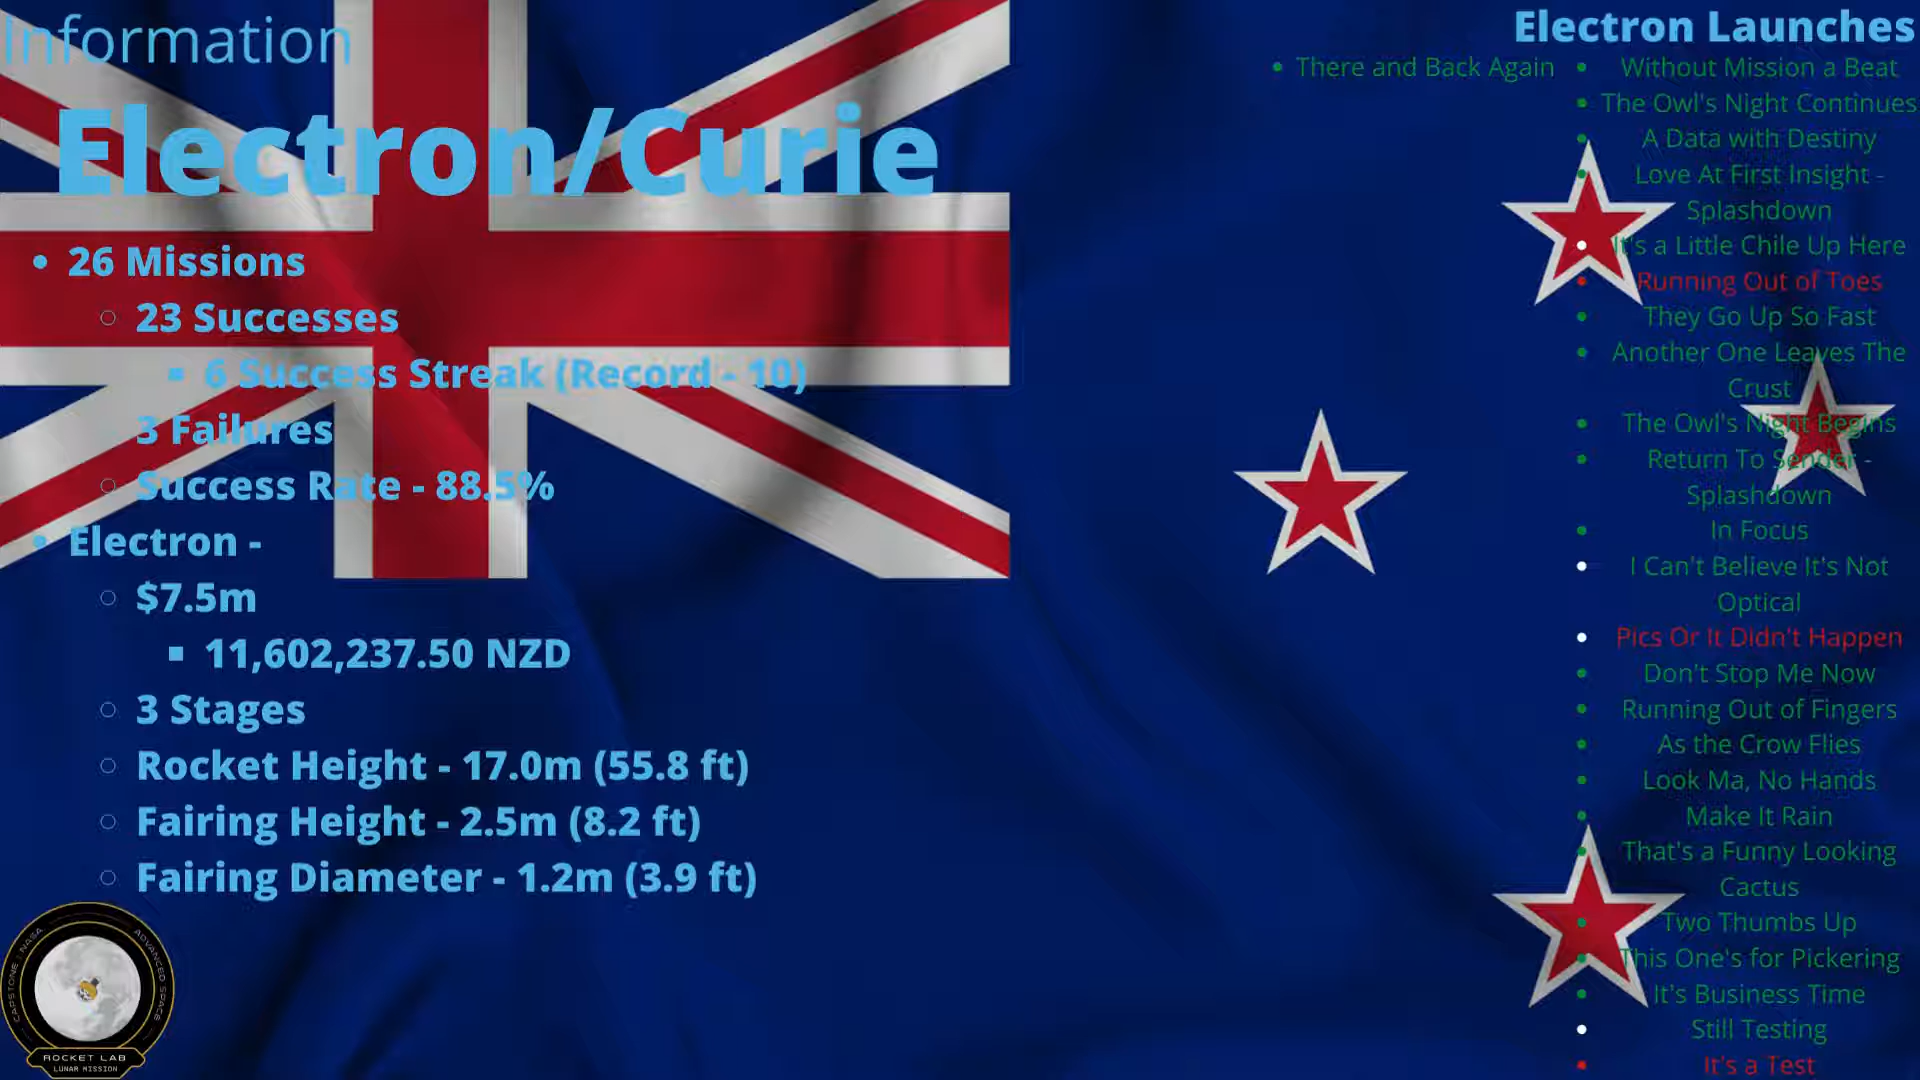 Information
Electron/Curie
26 Missions
23 Successes
6 Success Streak (Record - 10)
3 Failures
Success Rate - 88.5%
Electron -
$7.5m
11,602,237.50 NZD
3 Stages
Rocket Height - 17.0m (55.8 ft)
Fairing Height - 2.5m (8.2 ft)
Fairing Diameter - 1.2m (3.9 ft)
CAPSTONE | NASA
ADVANCED SPACE
ROCKET LAB
LUNAR MISSION
Electron Launches
There and Back Again
Without Mission a Beat
The Owl's Night Continues
A Data with Destiny
Love At First Insight -
Splashdown
It's a Little Chile Up Here
Running Out of Toes
They Go Up So Fast
Another One Leaves The
Crust
The Owl's Night Begins
Return To Sender -
Splashdown
In Focus
I Can't Believe It's Not
Optical
Pics Or It Didn't Happen
Don't Stop Me Now
Running Out of Fingers
As the Crow Flies
Look Ma, No Hands
Make It Rain
That's a Funny Looking
Cactus
Two Thumbs Up
This One's for Pickering
It's Business Time
Still Testing
It's a Test